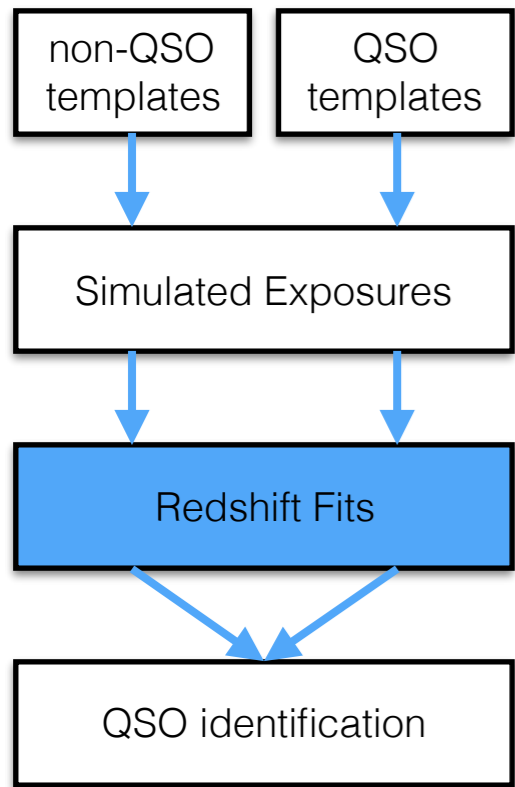 non-QSO
templates
QSO
templates
Simulated Exposures
Redshift Fits
QSO identification